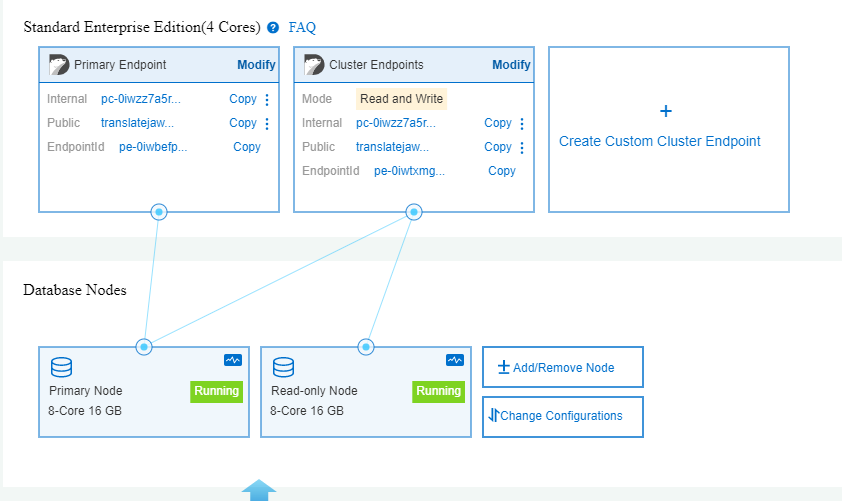 Standard Enterprise Edition(4 Cores) ? FAQ
Primary Endpoint Modify
Internal pc-0iwzz7a5r... Copy
Public translatejaw... Copy
EndpointId pe-0iwbefp... Copy
Cluster Endpoints Modify
Mode Read and Write
Internal pc-0iwzz7a5r... Copy
Public translatejaw... Copy
EndpointId pe-0iwtxmg... Copy
+
Create Custom Cluster Endpoint
Database Nodes
Primary Node Running
8-Core 16 GB
Read-only Node Running
8-Core 16 GB
Add/Remove Node
Change Configurations